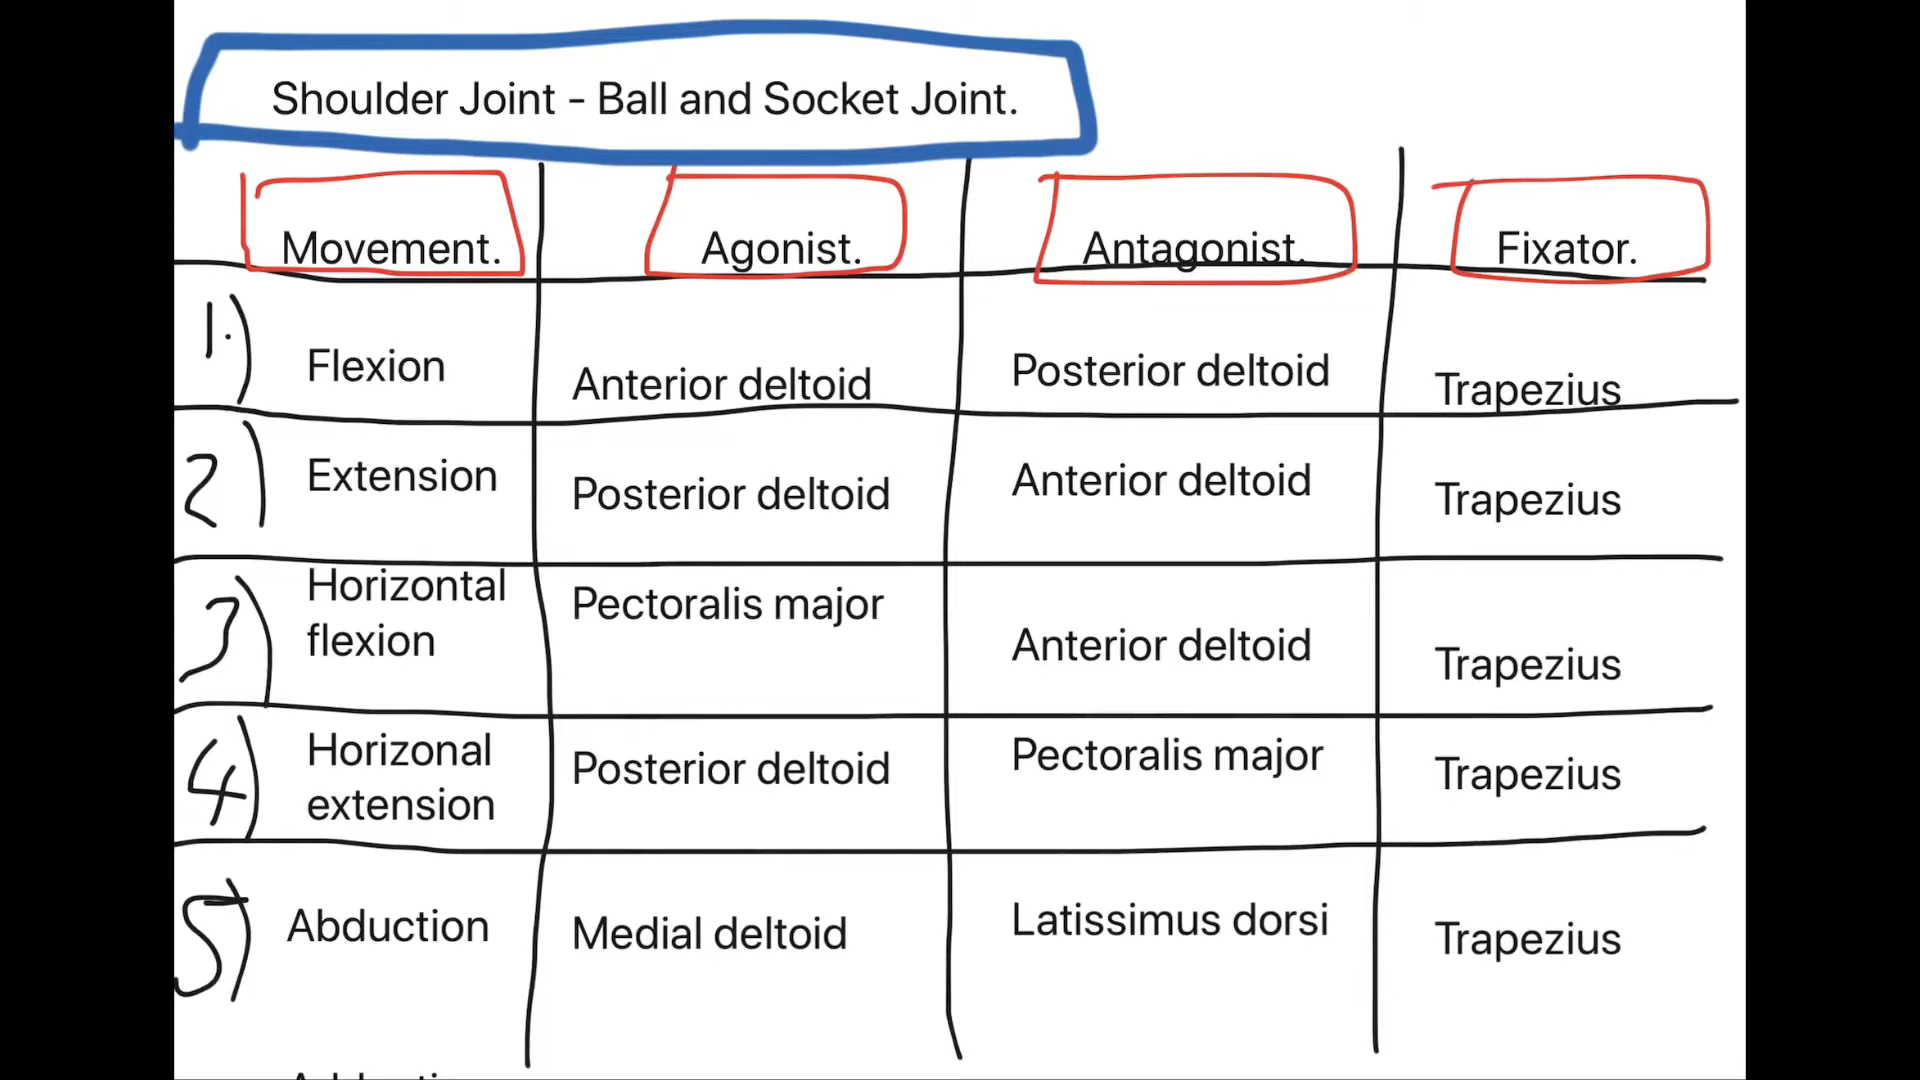 Shoulder Joint - Ball and Socket Joint.
Movement. Agonist. Antagonist. Fixator.
1.) Flexion Anterior deltoid Posterior deltoid Trapezius
2) Extension Posterior deltoid Anterior deltoid Trapezius
3) Horizontal Pectoralis major
flexion Anterior deltoid Trapezius
4) Horizonal Posterior deltoid Pectoralis major Trapezius
extension
5) Abduction Medial deltoid Latissimus dorsi Trapezius